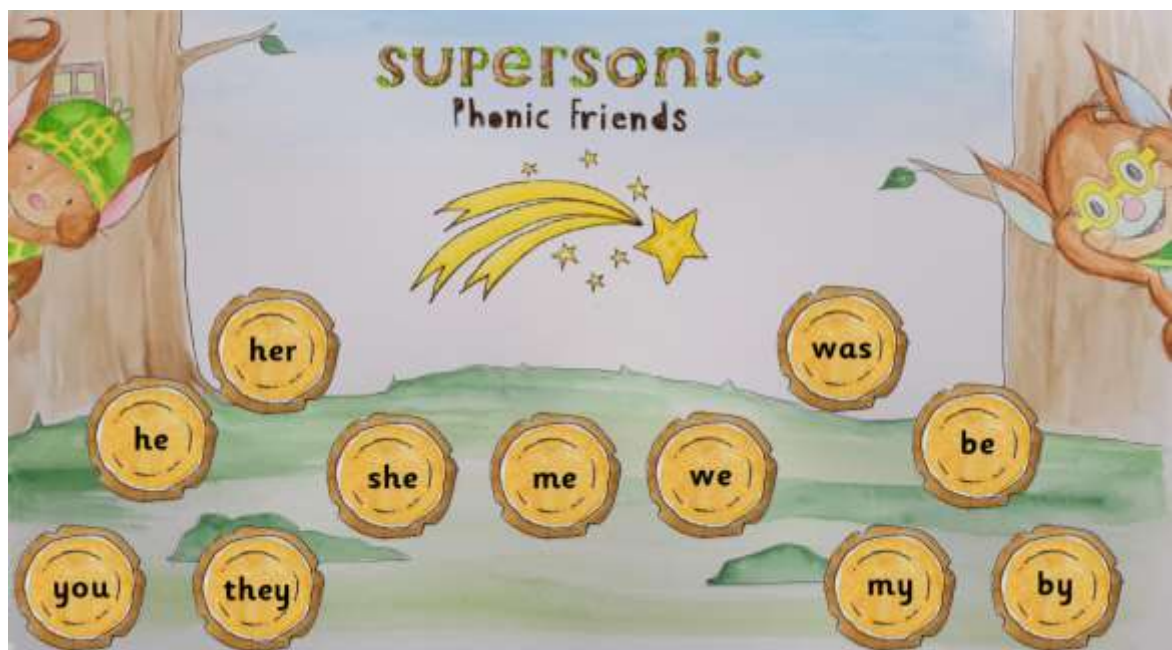 supersonic
Phonic Friends
her
was
he
she
me
we
be
you
they
my
by